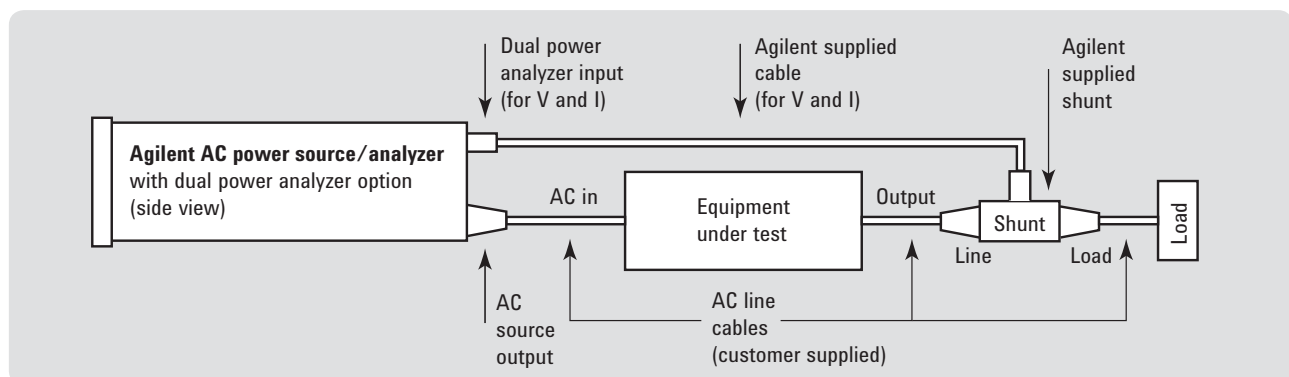 Dual power
analyzer input
(for V and I)
Agilent supplied
cable
(for V and I)
Agilent
supplied
shunt
Agilent AC power source/analyzer
with dual power analyzer option
(side view)
AC in
Equipment
under test
Output
Shunt
Load
Line
Load
AC
source
output
AC line
cables
(customer supplied)